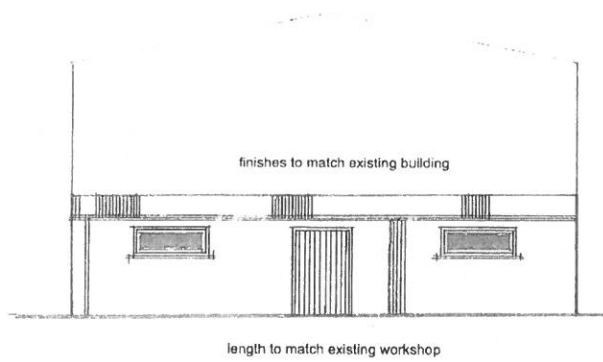 finishes to match existing building
length to match existing workshop